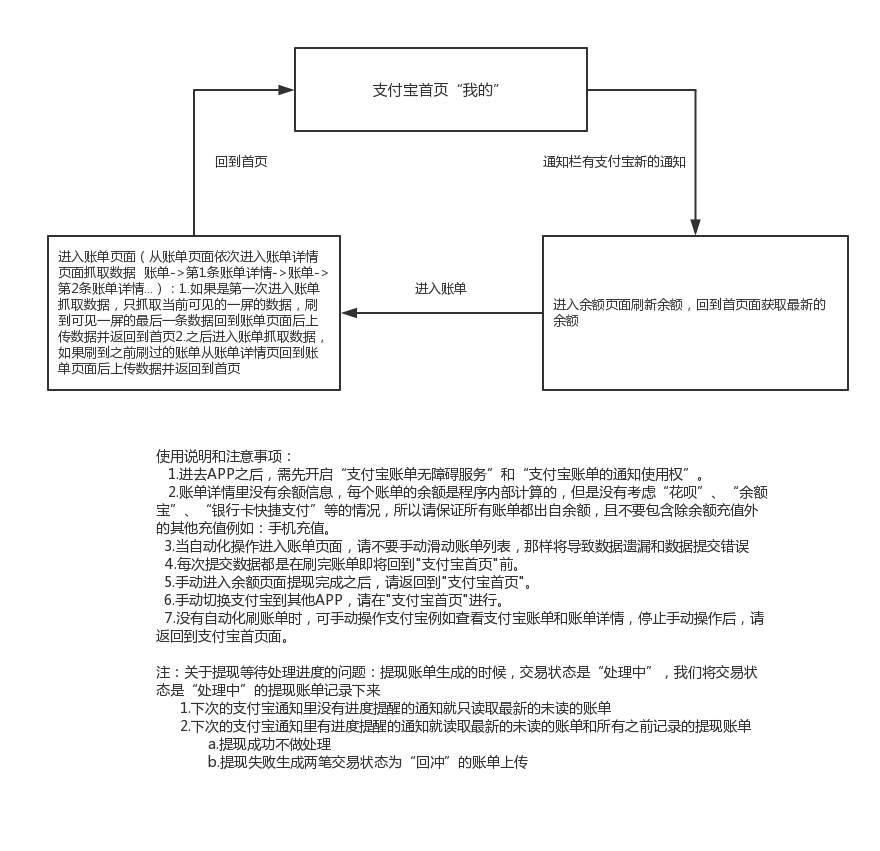 支付宝首页“我的”
回到首页
通知栏有支付宝新的通知
进入账单页面（从账单页面依次进入账单详情
页面抓取数据  账单->第1条账单详情->账单->
第2条账单详情...）：1.如果是第一次进入账单
抓取数据，只抓取当前可见的一屏的数据，刷
到可见一屏的最后一条数据回到账单页面后上
传数据并返回到首页2.之后进入账单抓取数据，
如果刷到之前刷过的账单从账单详情页回到账
单页面后上传数据并返回到首页
进入账单
进入余额页面刷新余额，回到首页面获取最新的
余额
使用说明和注意事项：
1.进去APP之后，需先开启“支付宝账单无障碍服务”和“支付宝账单的通知使用权”。
2.账单详情里没有余额信息，每个账单的余额是程序内部计算的，但是没有考虑“花呗”、“余额
宝”、“银行卡快捷支付”等的情况，所以请保证所有账单都出自余额，且不要包含除余额充值外
的其他充值例如：手机充值。
3.当自动化操作进入账单页面，请不要手动滑动账单列表，那样将导致数据遗漏和数据提交错误
4.每次提交数据都是在刷完账单即将回到"支付宝首页"前。
5.手动进入余额页面提现完成之后，请返回到"支付宝首页"。
6.手动切换支付宝到其他APP，请在"支付宝首页"进行。
7.没有自动化刷账单时，可手动操作支付宝例如查看支付宝账单和账单详情，停止手动操作后，请
返回到支付宝首页面。
注：关于提现等待处理进度的问题：提现账单生成的时候，交易状态是“处理中”，我们将交易状
态是“处理中”的提现账单记录下来
1.下次的支付宝通知里没有进度提醒的通知就只读取最新的未读的账单
2.下次的支付宝通知里有进度提醒的通知就读取最新的未读的账单和所有之前记录的提现账单
a.提现成功不做处理
b.提现失败生成两笔交易状态为“回冲”的账单上传